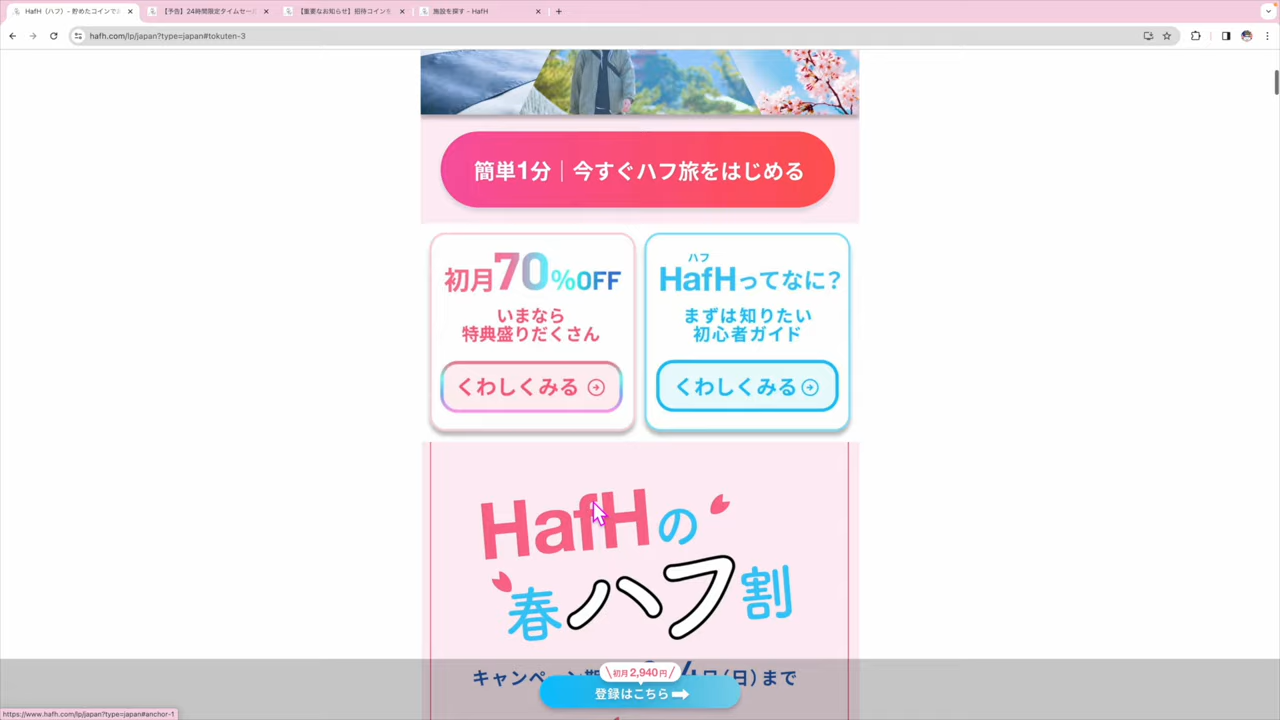 HafH（ハフ）- 貯めたコインで
【予告】24時間限定タイムセー
【重要なお知らせ】招待コインを
施設を探す - HafH
hafh.com/lp/japan?type=japan#tokuten-3
簡単1分｜今すぐハフ旅をはじめる
初月70%OFF
いまなら
特典盛りだくさん
くわしくみる
ハフ
HafHってなに？
まずは知りたい
初心者ガイド
くわしくみる
HafHの
春ハフ割
キャンペ
（日）まで
初月2,940円
登録はこちら
https://www.hafh.com/lp/japan?type=japan#anchor-1